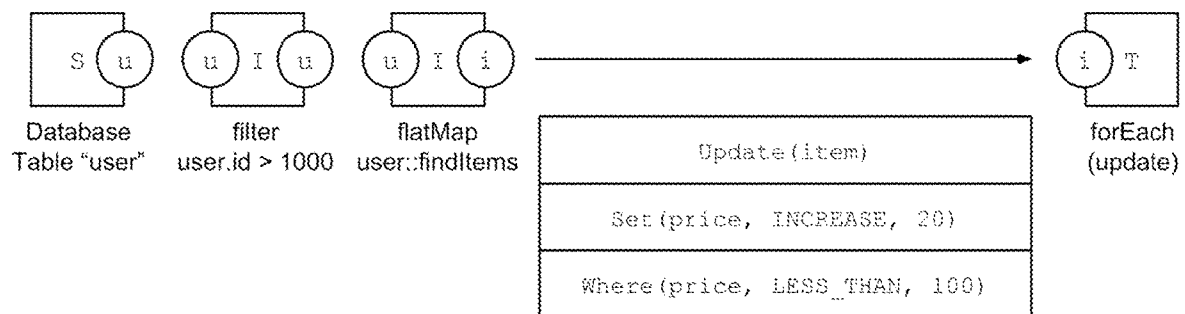 S u u I u u I i i T
Database filter flatMap forEach
Table "user" user.id > 1000 user::findItems (update)
Update(item)
Set(price, INCREASE, 20)
Where(price, LESS_THAN, 100)